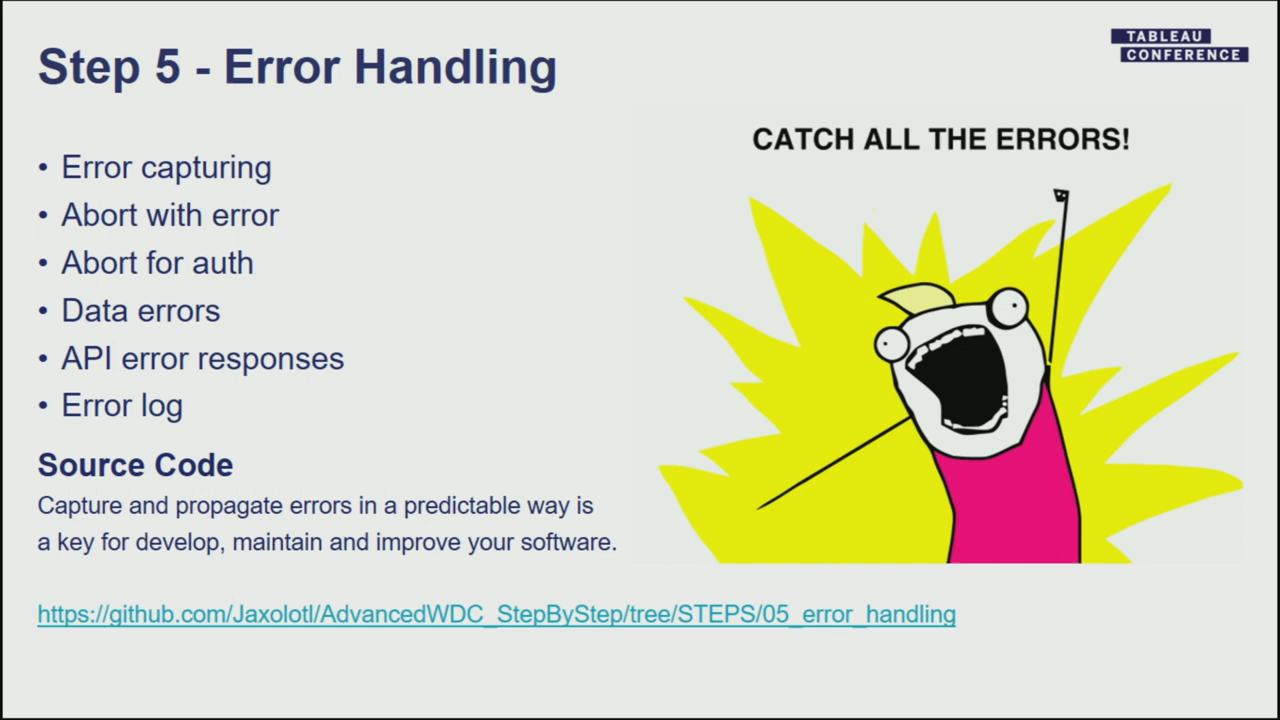 Step 5 - Error Handling
TABLEAU
CONFERENCE
• Error capturing
• Abort with error
• Abort for auth
• Data errors
• API error responses
• Error log
CATCH ALL THE ERRORS!
Source Code
Capture and propagate errors in a predictable way is
a key for develop, maintain and improve your software.
https://github.com/Jaxolotl/AdvancedWDC_StepByStep/tree/STEPS/05_error_handling